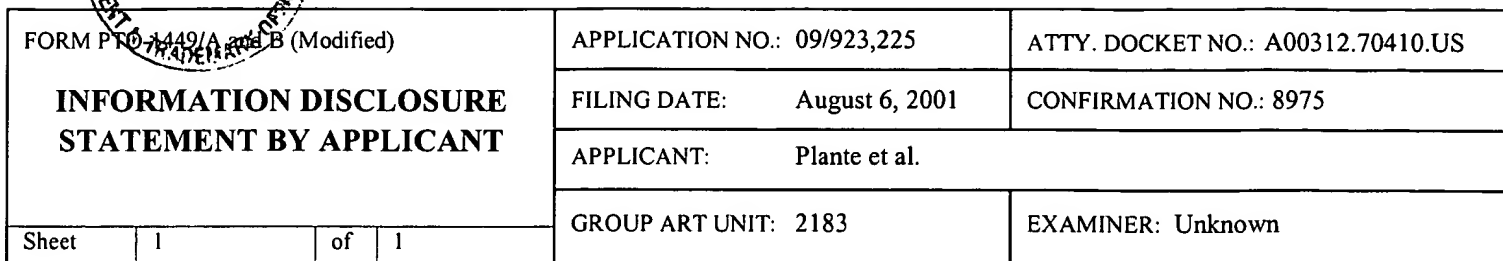 FORM PTO-1449/A and B (Modified)
INFORMATION DISCLOSURE
STATEMENT BY APPLICANT
Sheet 1 of 1
APPLICATION NO.: 09/923,225
ATTY. DOCKET NO.: A00312.70410.US
FILING DATE: August 6, 2001
CONFIRMATION NO.: 8975
APPLICANT: Plante et al.
GROUP ART UNIT: 2183
EXAMINER: Unknown
TRADEMARK